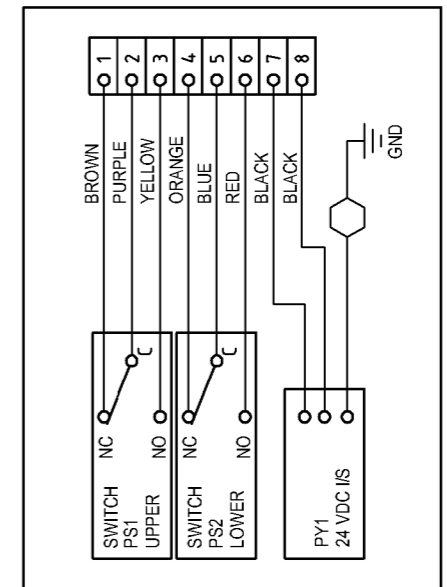 1
2
3
4
5
6
7
8
BROWN
PURPLE
YELLOW
ORANGE
BLUE
RED
BLACK
BLACK
GND
C
NC
NO
SWITCH
PS1
UPPER
C
NC
NO
SWITCH
PS2
LOWER
PY1
24 VDC I/S